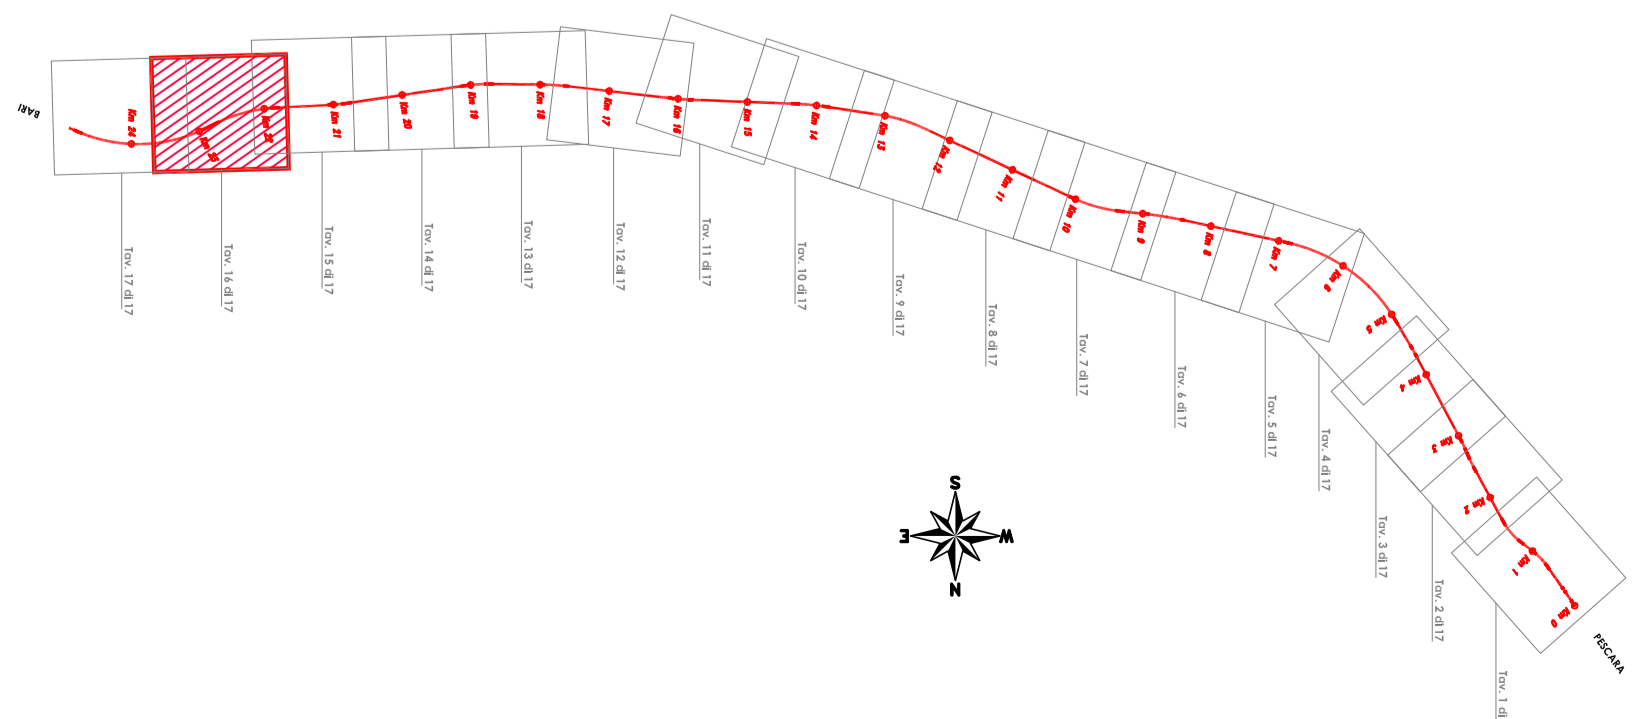 BARI
Km 24
Km 23
Km 22
Km 21
Km 20
Km 19
Km 18
Km 17
Km 16
Km 15
Km 14
Km 13
Km 12
Km 11
Km 10
Km 9
Km 8
Km 7
Km 6
Km 5
Km 4
Km 3
Km 2
Km 1
Km 0
PESCARA
Tav. 17 di 17
Tav. 16 di 17
Tav. 15 di 17
Tav. 14 di 17
Tav. 13 di 17
Tav. 12 di 17
Tav. 11 di 17
Tav. 10 di 17
Tav. 9 di 17
Tav. 8 di 17
Tav. 7 di 17
Tav. 6 di 17
Tav. 5 di 17
Tav. 4 di 17
Tav. 3 di 17
Tav. 2 di 17
Tav. 1 di
S
E
W
N